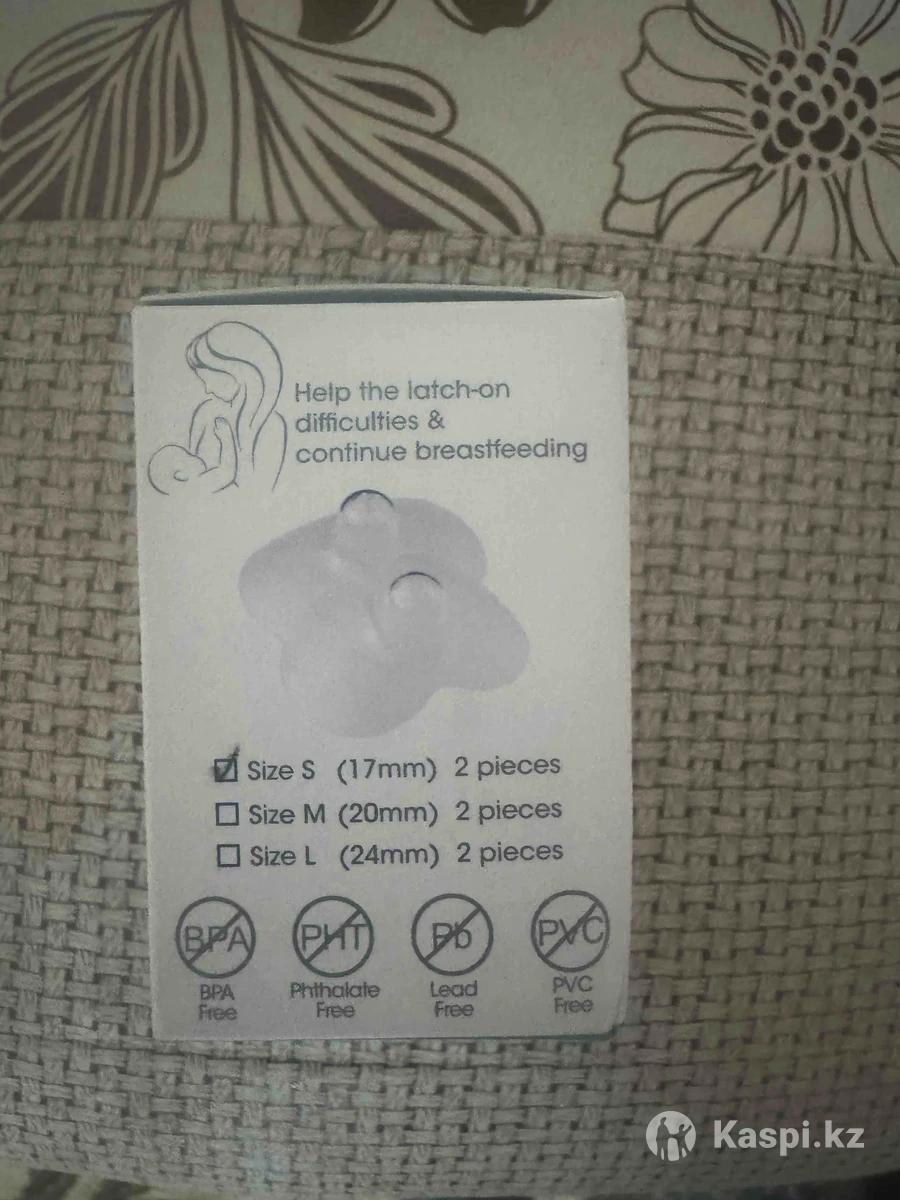 Help the latch-on
difficulties &
continue breastfeeding
Size S (17mm) 2 pieces
Size M (20mm) 2 pieces
Size L (24mm) 2 pieces
BPA PHT Pb PVC
BPA Free
Phthalate Free
Lead Free
PVC Free
Kaspi.kz